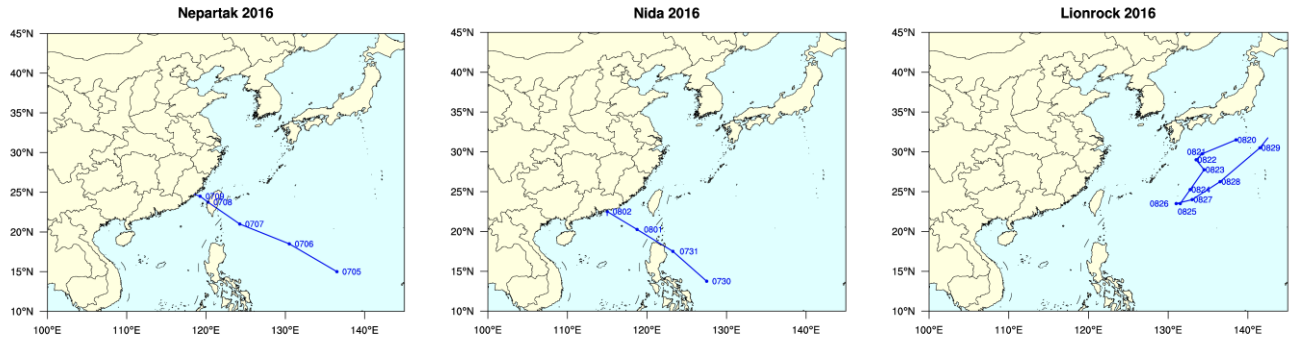 Nepartak 2016
45°N
40°N
35°N
30°N
25°N
20°N
15°N
10°N
100°E
110°E
120°E
130°E
140°E
0709
0708
0707
0706
0705
Nida 2016
45°N
40°N
35°N
30°N
25°N
20°N
15°N
10°N
100°E
110°E
120°E
130°E
140°E
0802
0801
0731
0730
Lionrock 2016
45°N
40°N
35°N
30°N
25°N
20°N
15°N
10°N
100°E
110°E
120°E
130°E
140°E
0820
0821
0829
0822
0823
0828
0824
0827
0826
0825